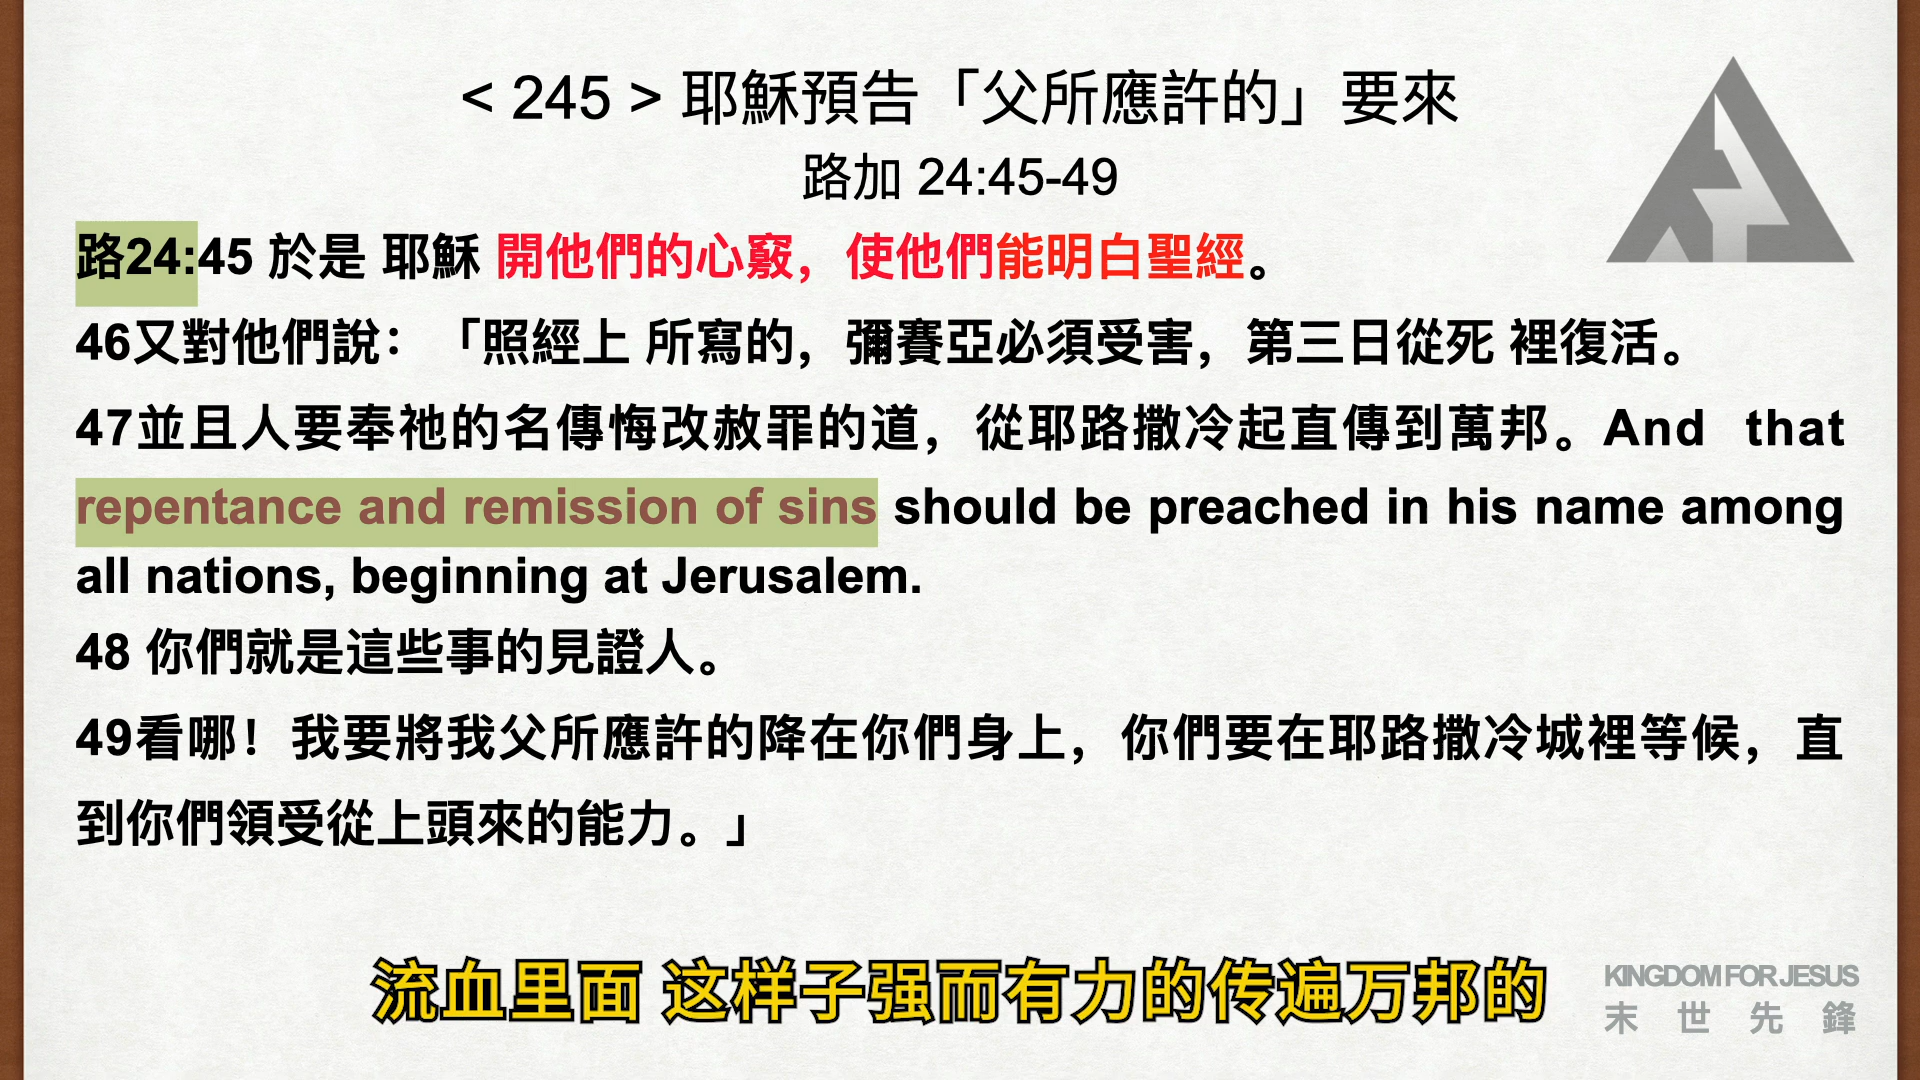 < 245 > 耶穌預告「父所應許的」要來
路加 24:45-49
路24:45 於是 耶穌 開他們的心竅，使他們能明白聖經。
46又對他們說：「照經上 所寫的，彌賽亞必須受害，第三日從死 裡復活。
47並且人要奉祂的名傳悔改赦罪的道，從耶路撒冷起直傳到萬邦。And that
repentance and remission of sins should be preached in his name among
all nations, beginning at Jerusalem.
48 你們就是這些事的見證人。
49看哪！我要將我父所應許的降在你們身上，你們要在耶路撒冷城裡等候，直
到你們領受從上頭來的能力。」
流血里面 这样子强而有力的传遍万邦的
KINGDOM FOR JESUS
末世先鋒